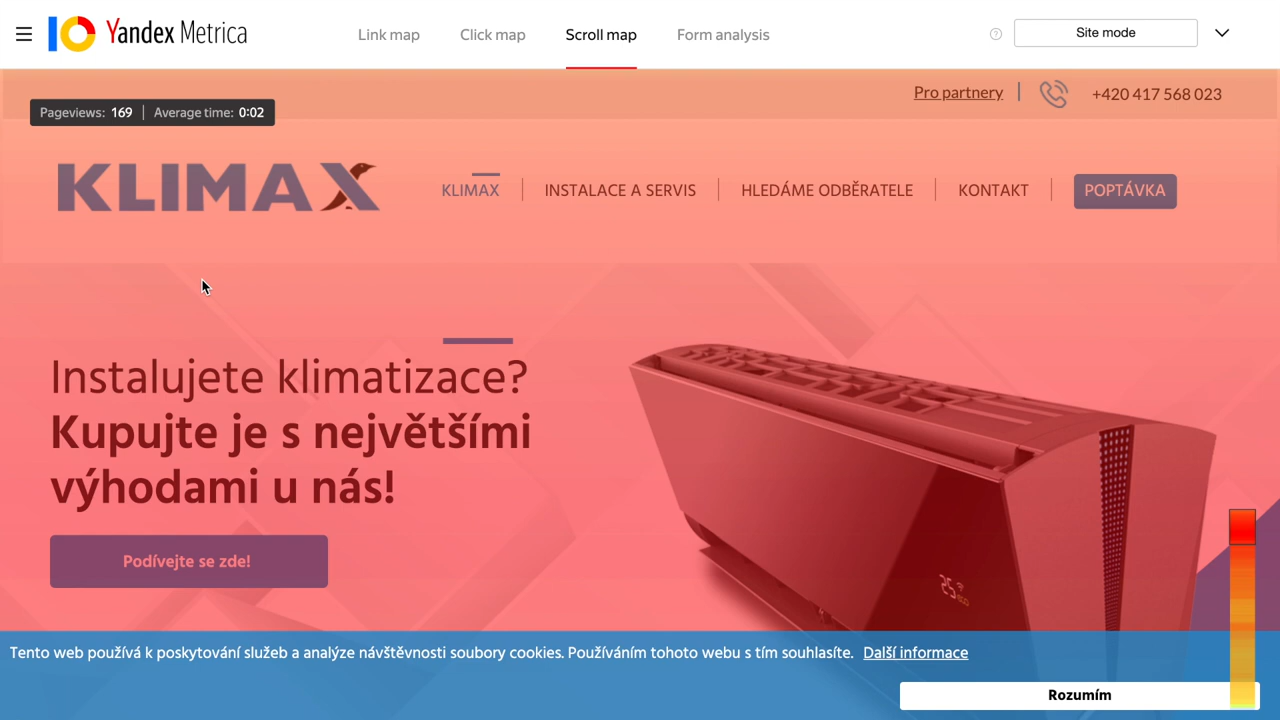 Yandex Metrica
Link map
Click map
Scroll map
Form analysis
?
Site mode
Pro partnery
+420 417 568 023
Pageviews: 169 | Average time: 0:02
KLIMAX
KLIMAX
INSTALACE A SERVIS
HLEDÁME ODBĚRATELE
KONTAKT
POPTÁVKA
Instalujete klimatizace?
Kupujte je s největšími
výhodami u nás!
Podívejte se zde!
25
Tento web používá k poskytování služeb a analýze návštěvnosti soubory cookies. Používáním tohoto webu s tím souhlasíte. Další informace
Rozumím